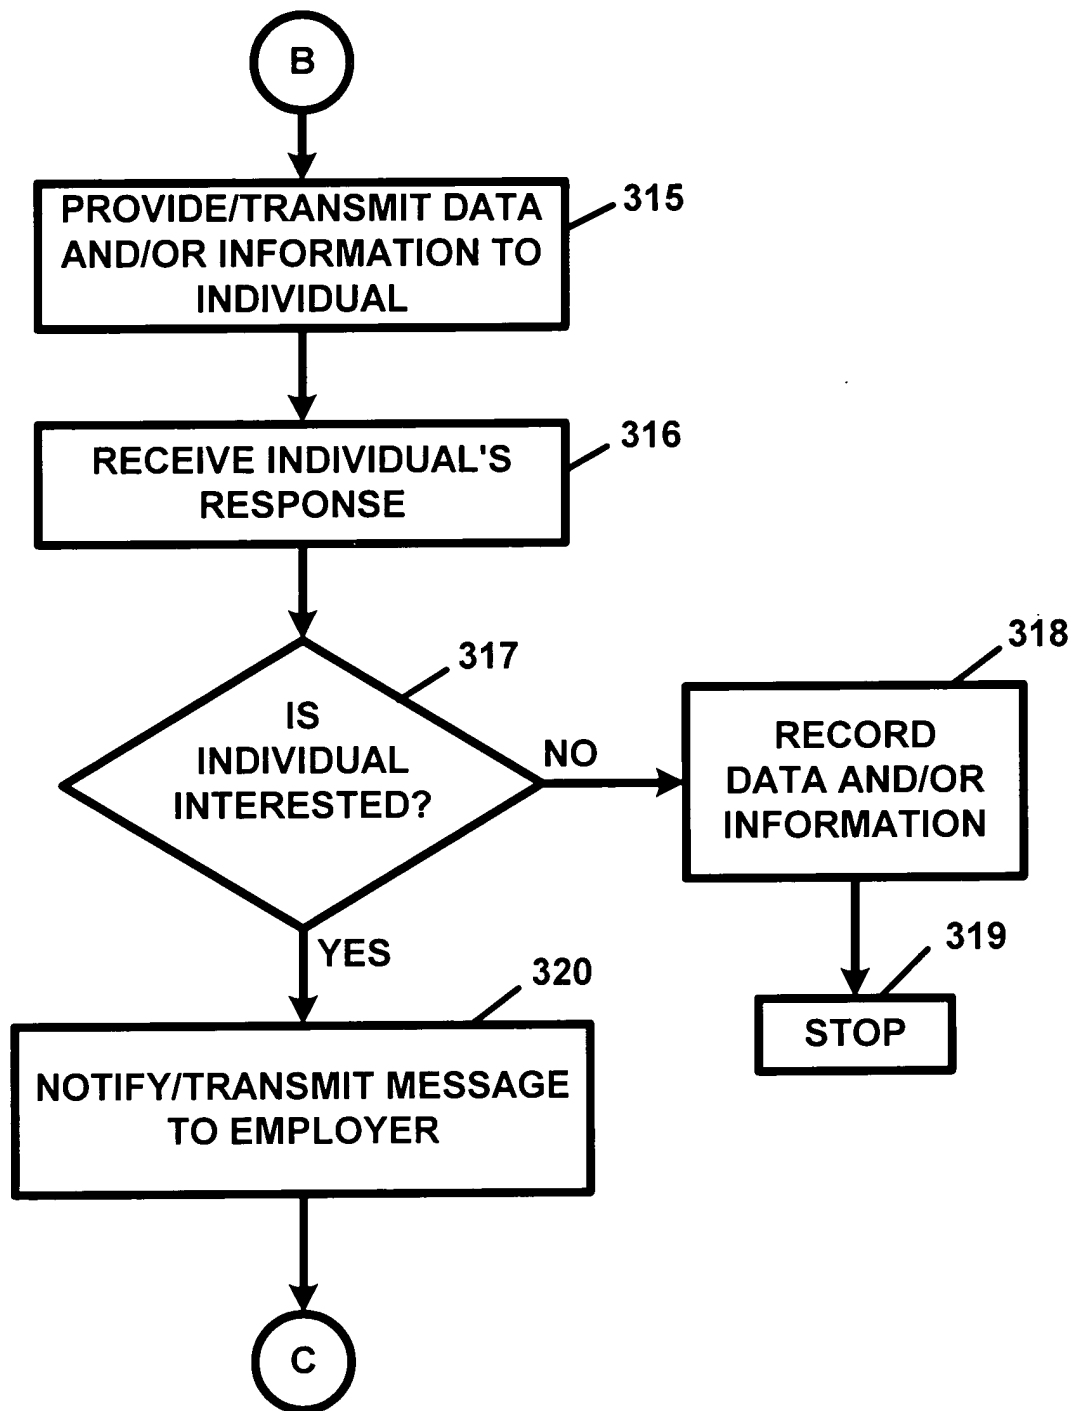 B
PROVIDE/TRANSMIT DATA
AND/OR INFORMATION TO
INDIVIDUAL
315
RECEIVE INDIVIDUAL'S
RESPONSE
316
IS
INDIVIDUAL
INTERESTED?
317
NO
RECORD
DATA AND/OR
INFORMATION
318
STOP
319
YES
NOTIFY/TRANSMIT MESSAGE
TO EMPLOYER
320
C